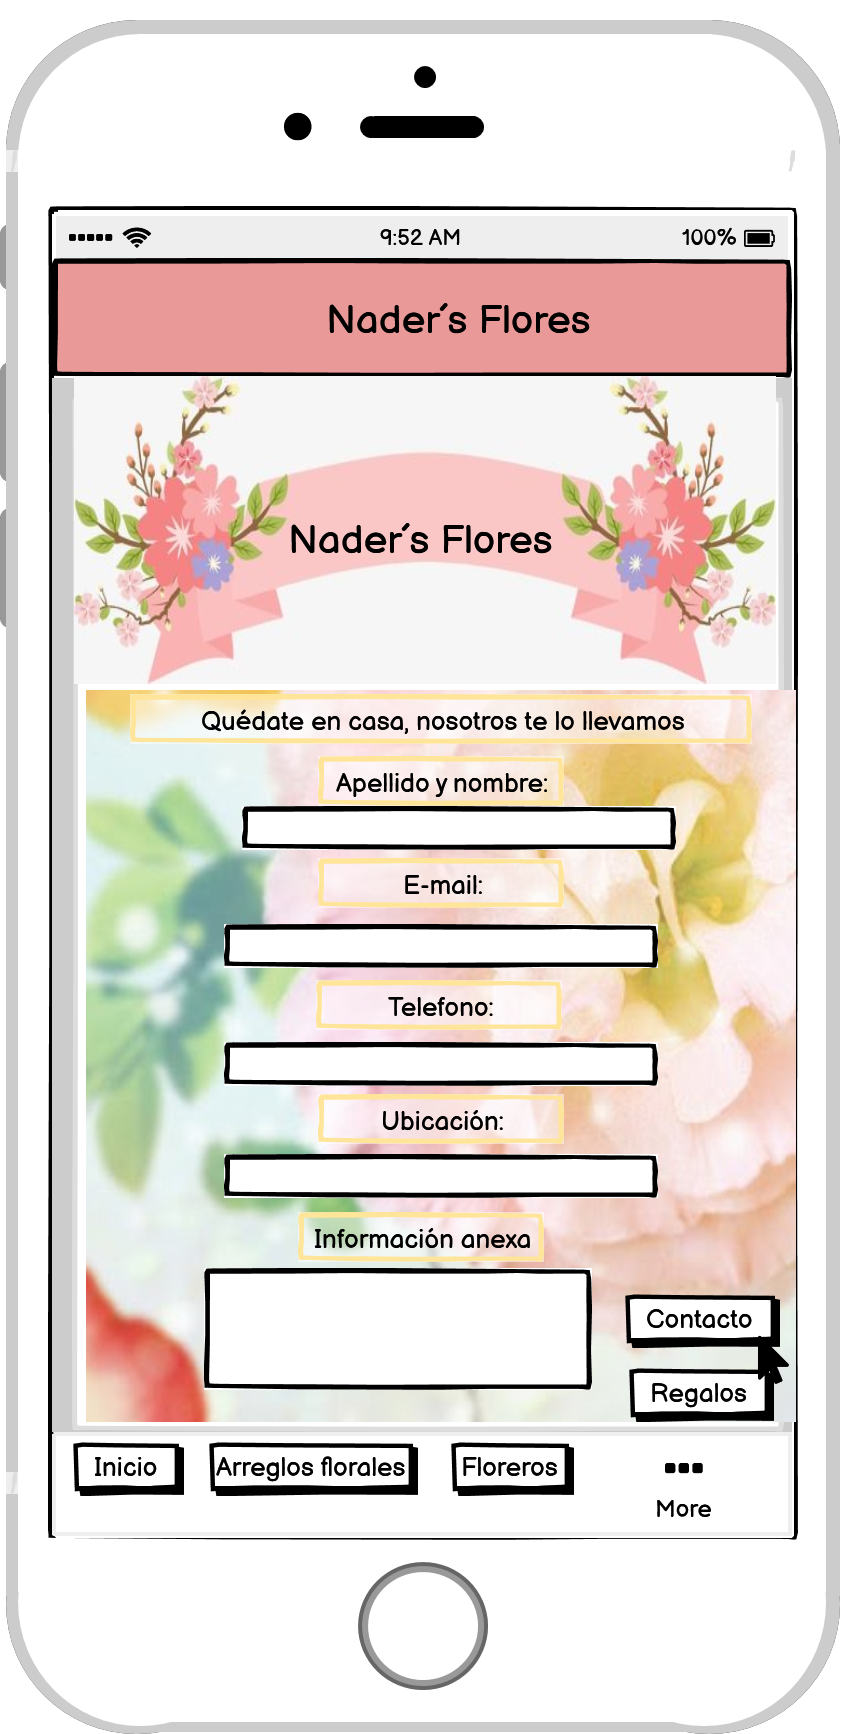 9:52 AM
100%
Nader´s Flores
Nader´s Flores
Quédate en casa, nosotros te lo llevamos
Apellido y nombre:
E-mail:
Telefono:
Ubicación:
Información anexa
Contacto
Regalos
Inicio
Arreglos florales
Floreros
More